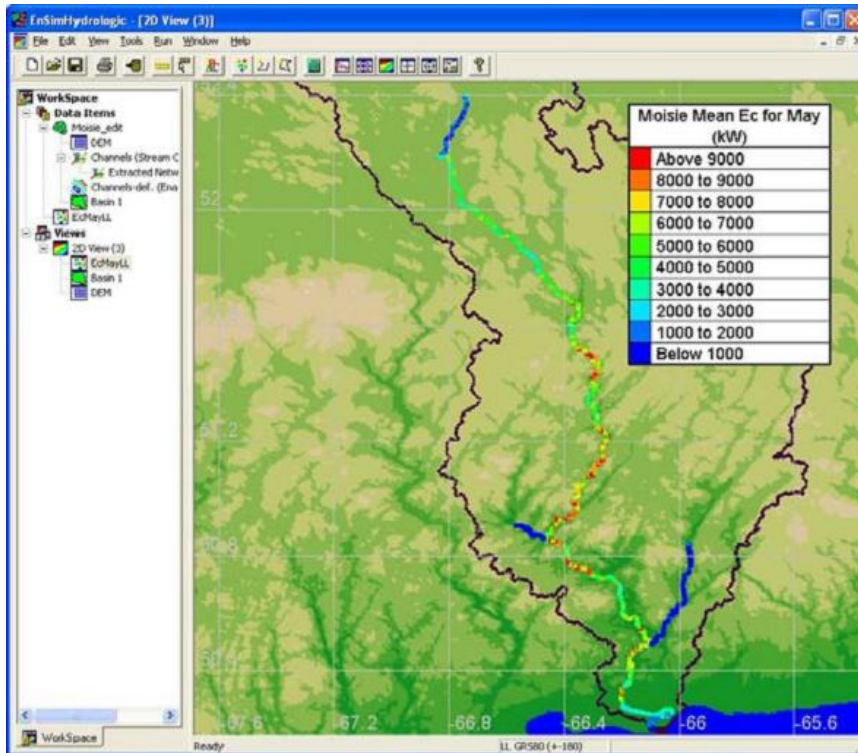 EnSimHydrologic - [2D View (3)]
File Edit View Tools Run Window Help
WorkSpace
Data Items
Moisie_edit
DEM
Channels (Stream C
Extracted Netw
Channels-def. (Ena
Basin 1
EcMayLL
Views
2D View (3)
EcMayLL
Basin 1
DEM
WorkSpace
Moisie Mean Ec for May
(kW)
Above 9000
8000 to 9000
7000 to 8000
6000 to 7000
5000 to 6000
4000 to 5000
3000 to 4000
2000 to 3000
1000 to 2000
Below 1000
52
-67.6 -67.2 -66.8 -66.4 -66 -65.6
Ready
LL GRS80 (+-180)